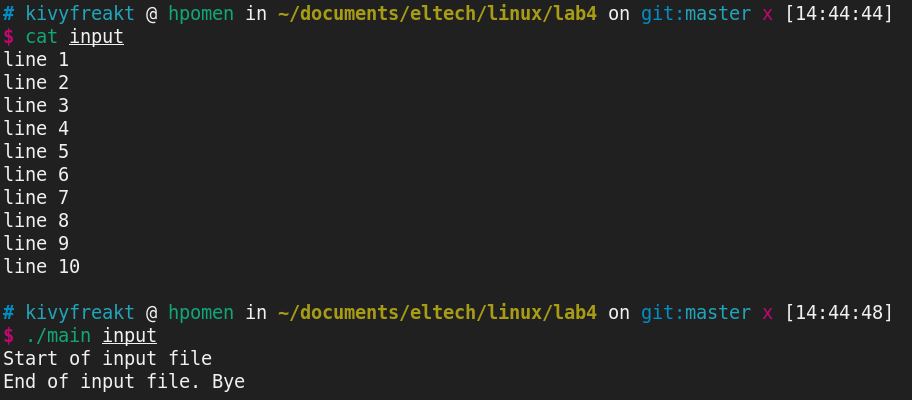 # kivyfreakt @ hpomen in ~/documents/eltech/linux/lab4 on git:master x [14:44:44]
$ cat input
line 1
line 2
line 3
line 4
line 5
line 6
line 7
line 8
line 9
line 10
# kivyfreakt @ hpomen in ~/documents/eltech/linux/lab4 on git:master x [14:44:48]
$ ./main input
Start of input file
End of input file. Bye